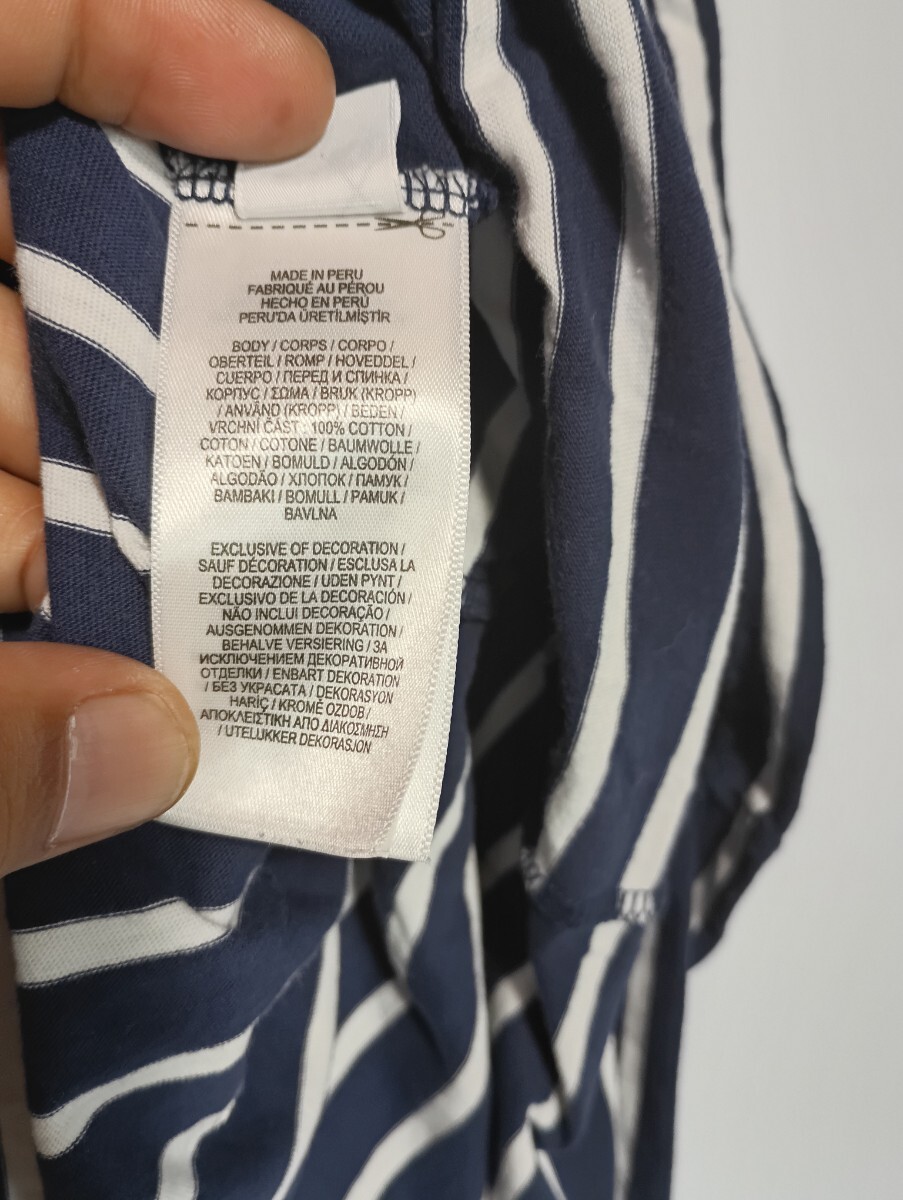 MADE IN PERU
FABRIQUÉ AU PÉROU
HECHO EN PERÚ
PERU'DA ÜRETİLMİŞTİR
BODY / CORPS / CORPO /
OBERTEIL / ROMP / HOVEDDEL /
CUERPO / ПЕРЕД И СПИНКА /
КОРПУС / ΣΩΜΑ / BRUK (KROPP)
/ ANVÄND (KROPP) / BEDEN /
VRCHNÍ ČÁST : 100% COTTON /
COTON / COTONE / BAUMWOLLE /
KATOEN / BOMULD / ALGODÓN /
ALGODÃO / ХЛОПОК / ПАМУК /
BAMBAKI / BOMULL / PAMUK /
BAVLNA
EXCLUSIVE OF DECORATION /
SAUF DÉCORATION / ESCLUSA LA
DECORAZIONE / UDEN PYNT /
EXCLUSIVO DE LA DECORACIÓN /
NÃO INCLUI DECORAÇÃO /
AUSGENOMMEN DEKORATION /
BEHALVE VERSIERING / ЗА
ИСКЛЮЧЕНИЕМ ДЕКОРАТИВНОЙ
ОТДЕЛКИ / ENBART DEKORATION
/ БЕЗ УКРАСАТА / DEKORASYON
HARİÇ / KROMĚ OZDOB /
ΑΠΟΚΛΕΙΣΤΙΚΗ ΑΠΟ ΔΙΑΚΟΣΜΗΣΗ
/ UTELUKKER DEKORASJON